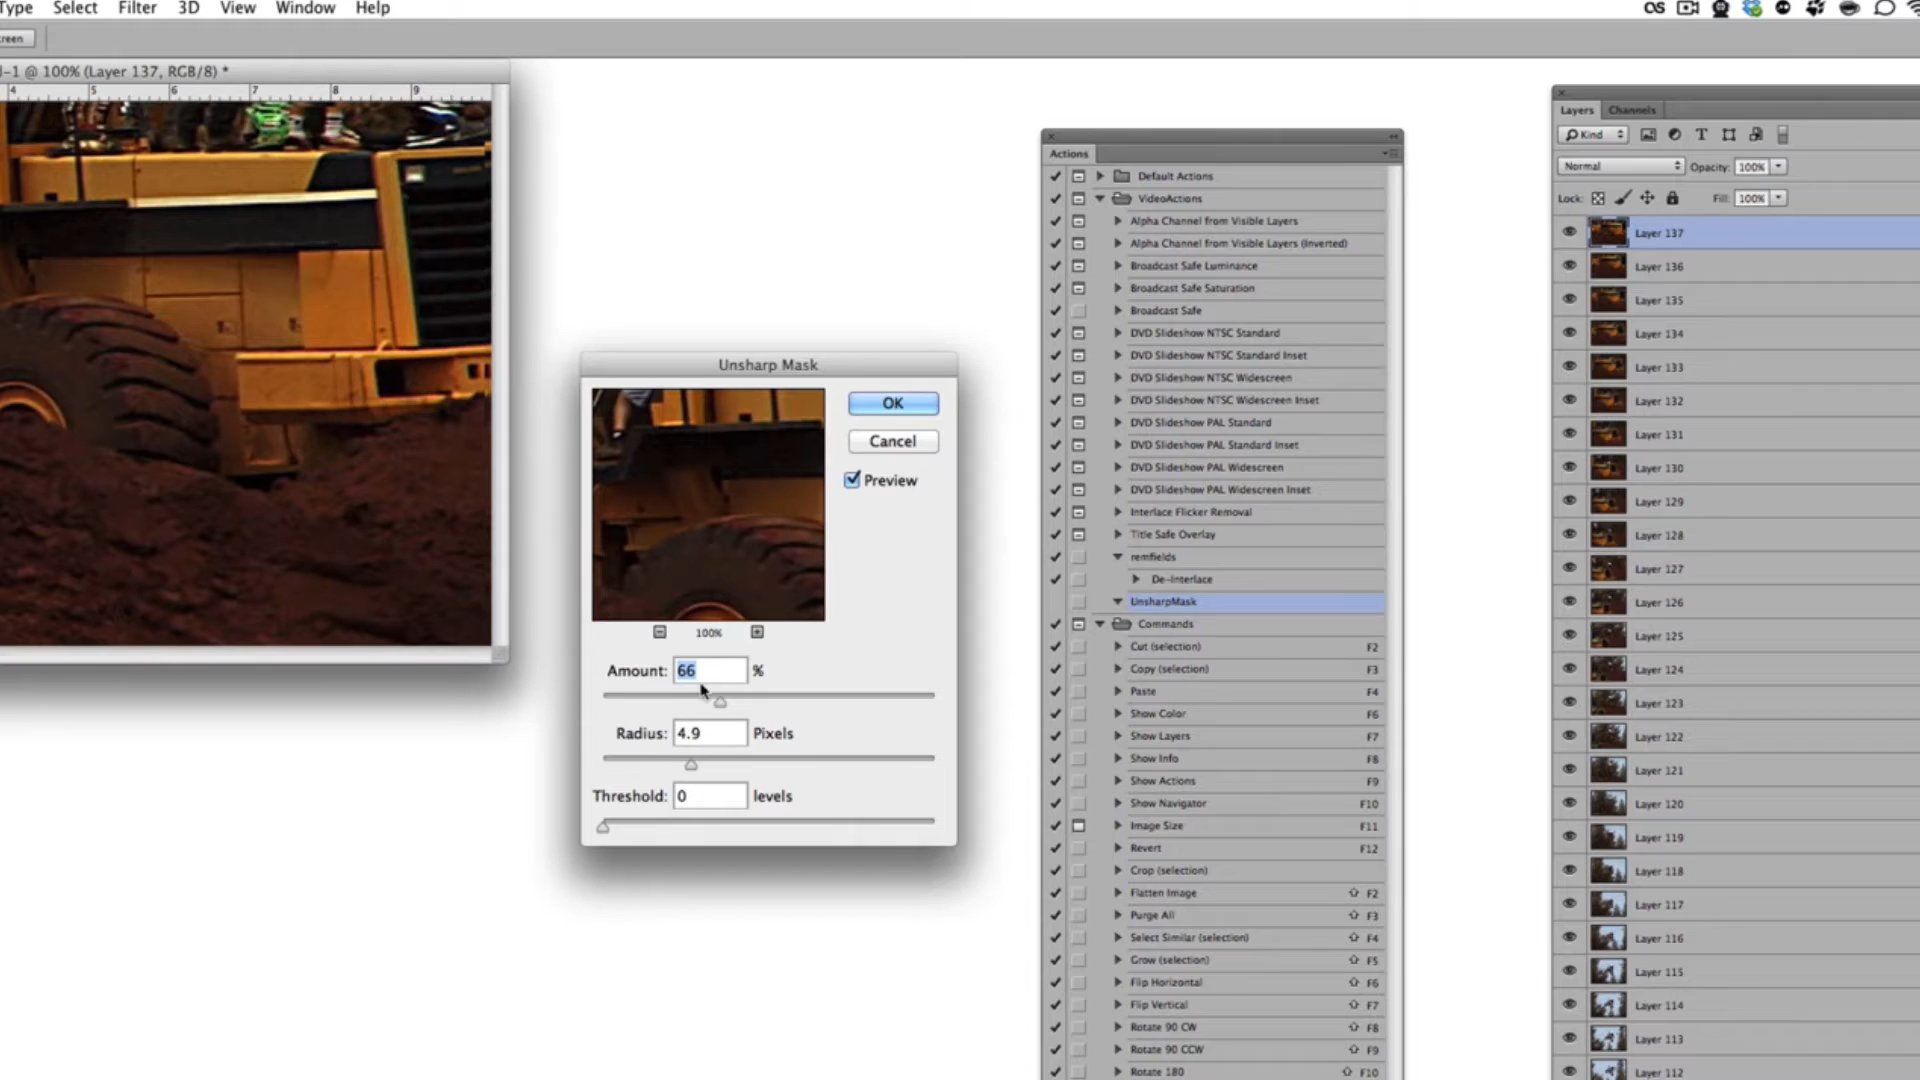 Type Select Filter 3D View Window Help
reen
-1 @ 100% (Layer 137, RGB/8) *
4 5 6 7 8 9
Unsharp Mask
OK
Cancel
Preview
100%
Amount: 66 %
Radius: 4.9 Pixels
Threshold: 0 levels
Actions
Default Actions
VideoActions
Alpha Channel from Visible Layers
Alpha Channel from Visible Layers (Inverted)
Broadcast Safe Luminance
Broadcast Safe Saturation
Broadcast Safe
DVD Slideshow NTSC Standard
DVD Slideshow NTSC Standard Inset
DVD Slideshow NTSC Widescreen
DVD Slideshow NTSC Widescreen Inset
DVD Slideshow PAL Standard
DVD Slideshow PAL Standard Inset
DVD Slideshow PAL Widescreen
DVD Slideshow PAL Widescreen Inset
Interlace Flicker Removal
Title Safe Overlay
remfields
De-Interlace
UnsharpMask
Commands
Cut (selection) F2
Copy (selection) F3
Paste F4
Show Color F6
Show Layers F7
Show Info F8
Show Actions F9
Show Navigator F10
Image Size F11
Revert F12
Crop (selection)
Flatten Image F2
Purge All F3
Select Similar (selection) F4
Grow (selection) F5
Flip Horizontal F6
Flip Vertical F7
Rotate 90 CW F8
Rotate 90 CCW F9
Rotate 180 F10
Layers Channels
Kind
Normal Opacity: 100%
Lock: Fill: 100%
Layer 137
Layer 136
Layer 135
Layer 134
Layer 133
Layer 132
Layer 131
Layer 130
Layer 129
Layer 128
Layer 127
Layer 126
Layer 125
Layer 124
Layer 123
Layer 122
Layer 121
Layer 120
Layer 119
Layer 118
Layer 117
Layer 116
Layer 115
Layer 114
Layer 113
Layer 112